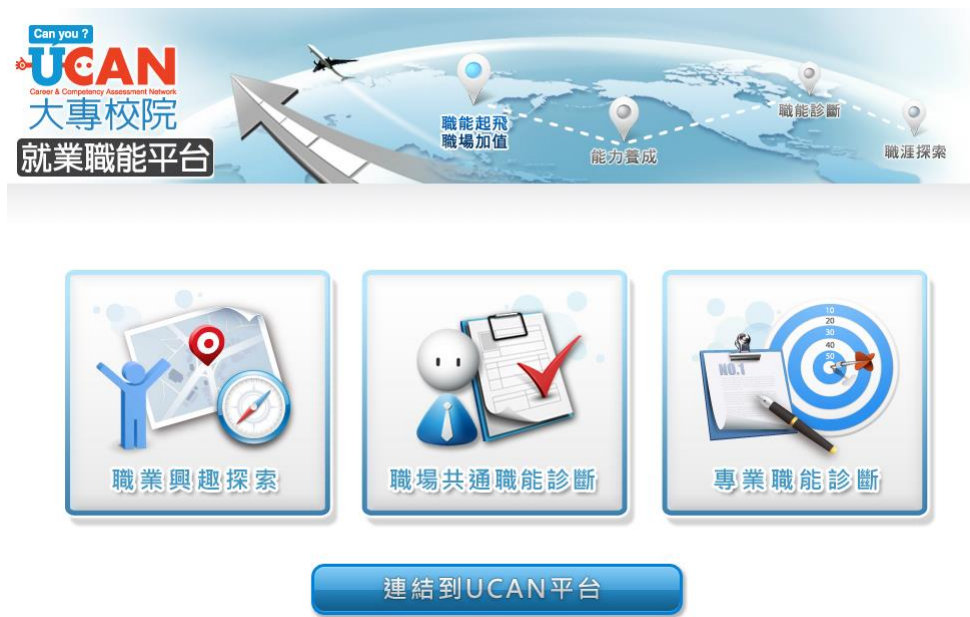 Can you ?
UCAN
Career & Competency Assessment Network
大專校院
就業職能平台
職能起飛
職場加值
能力養成
職能診斷
職涯探索
職業興趣探索
職場共通職能診斷
10
20
30
40
50
NO.1
專業職能診斷
連結到UCAN平台